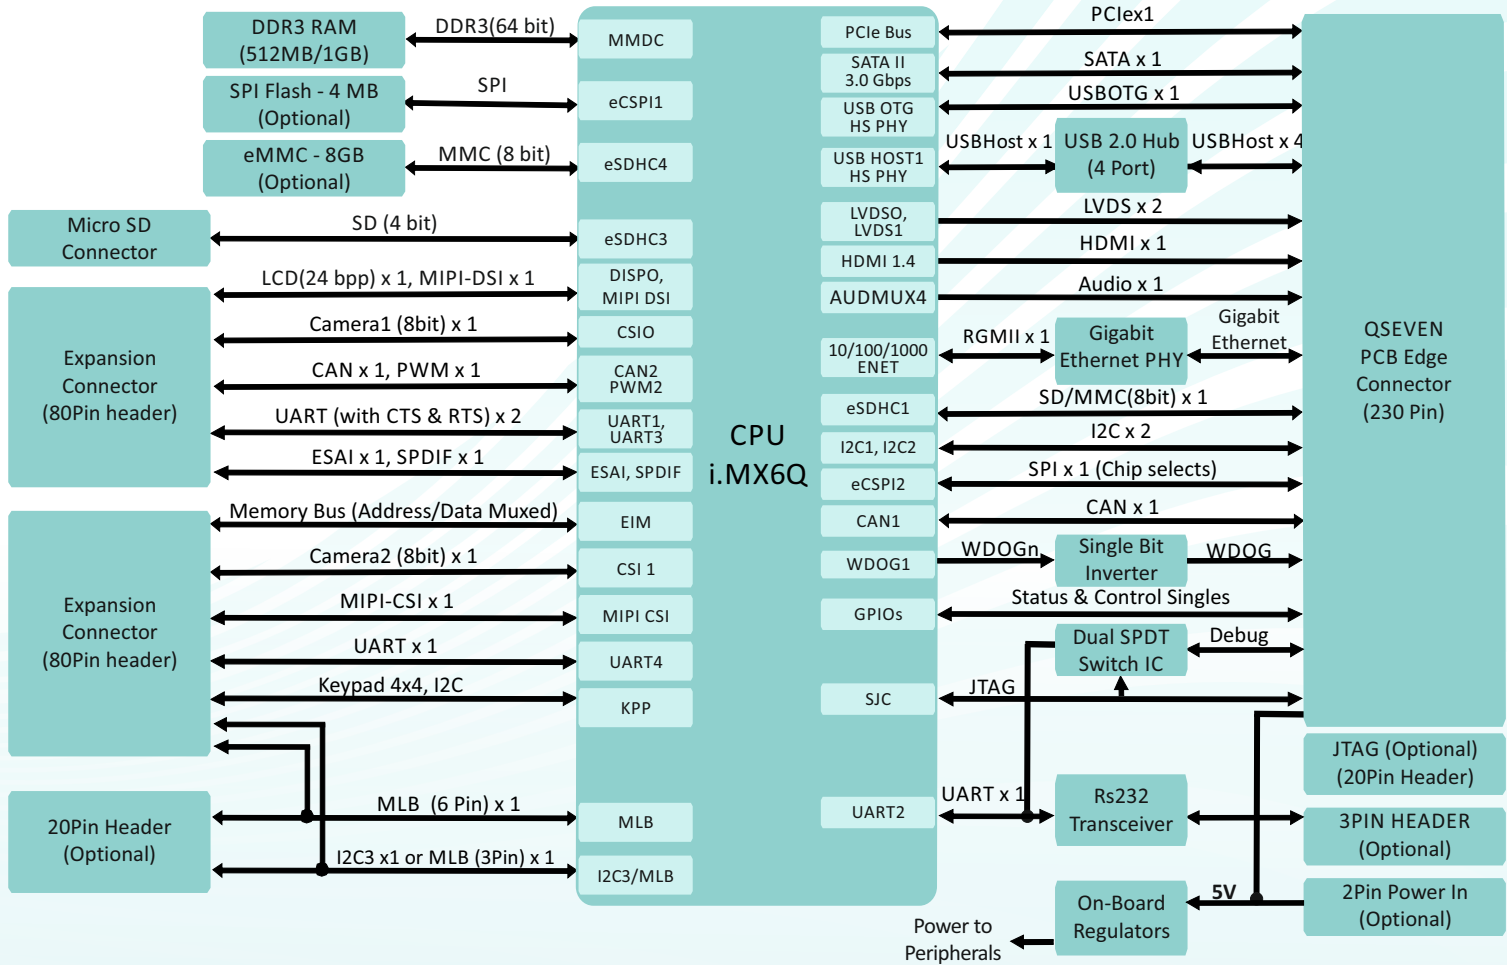 DDR3 RAM
(512MB/1GB)
DDR3(64 bit)
MMDC
SPI Flash - 4 MB
(Optional)
SPI
eCSPI1
eMMC - 8GB
(Optional)
MMC (8 bit)
eSDHC4
Micro SD
Connector
SD (4 bit)
eSDHC3
LCD(24 bpp) x 1, MIPI-DSI x 1
DISPO,
MIPI DSI
Expansion
Connector
(80Pin header)
Camera1 (8bit) x 1
CSIO
CAN x 1, PWM x 1
CAN2
PWM2
UART (with CTS & RTS) x 2
UART1,
UART3
ESAI x 1, SPDIF x 1
ESAI, SPDIF
Expansion
Connector
(80Pin header)
Memory Bus (Address/Data Muxed)
EIM
Camera2 (8bit) x 1
CSI 1
MIPI-CSI x 1
MIPI CSI
UART x 1
UART4
Keypad 4x4, I2C
KPP
20Pin Header
(Optional)
MLB (6 Pin) x 1
MLB
I2C3 x1 or MLB (3Pin) x 1
I2C3/MLB
CPU
i.MX6Q
PCIe Bus
PCIex1
SATA II
3.0 Gbps
SATA x 1
USB OTG
HS PHY
USBOTG x 1
USB HOST1
HS PHY
USBHost x 1
USB 2.0 Hub
(4 Port)
USBHost x 4
LVDSO,
LVDS1
LVDS x 2
HDMI 1.4
HDMI x 1
AUDMUX4
Audio x 1
10/100/1000
ENET
RGMII x 1
Gigabit
Ethernet PHY
Gigabit
Ethernet
eSDHC1
SD/MMC(8bit) x 1
I2C1, I2C2
I2C x 2
eCSPI2
SPI x 1 (Chip selects)
CAN1
CAN x 1
WDOG1
WDOGn
Single Bit
Inverter
WDOG
GPIOs
Status & Control Singles
Dual SPDT
Switch IC
Debug
SJC
JTAG
UART2
UART x 1
Rs232
Transceiver
On-Board
Regulators
5V
Power to
Peripherals
QSEVEN
PCB Edge
Connector
(230 Pin)
JTAG (Optional)
(20Pin Header)
3PIN HEADER
(Optional)
2Pin Power In
(Optional)